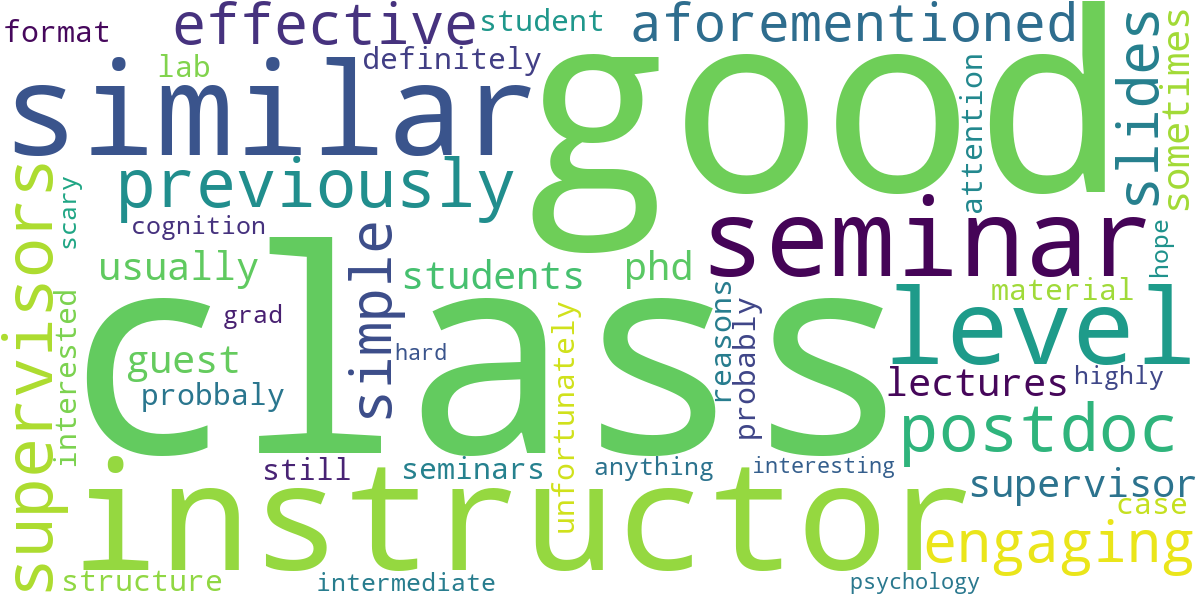 format
effective
student
aforementioned
slides
sometimes
lab
definitely
similar
good
attention
supervisors
scary
previously
cognition
simple
seminar
hope
usually
students
phd
material
level
interested
grad
class
hard
unfortunately
reasons
probably
guest
probbaly
lectures
highly
postdoc
still
seminars
anything
interesting
supervisor
instructor
case
engaging
structure
intermediate
psychology